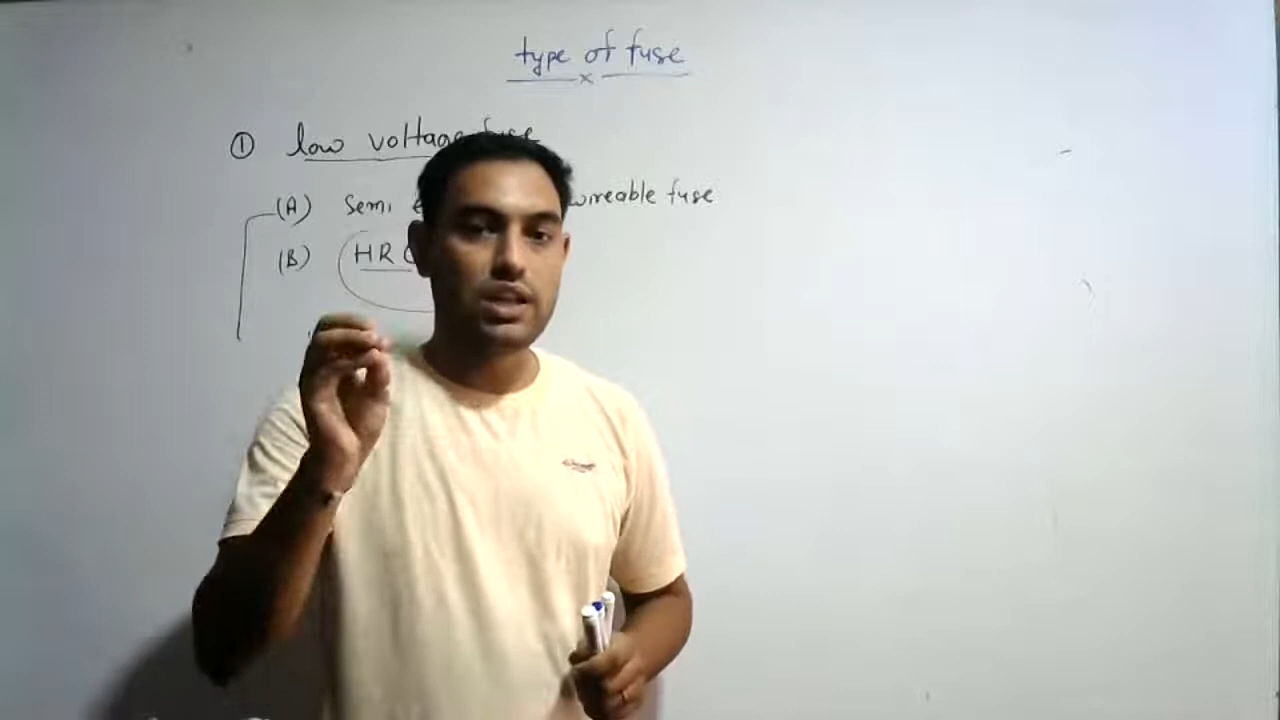 type of fuse
① low voltage fuse
(A) Semi wireable fuse
(B) HRC